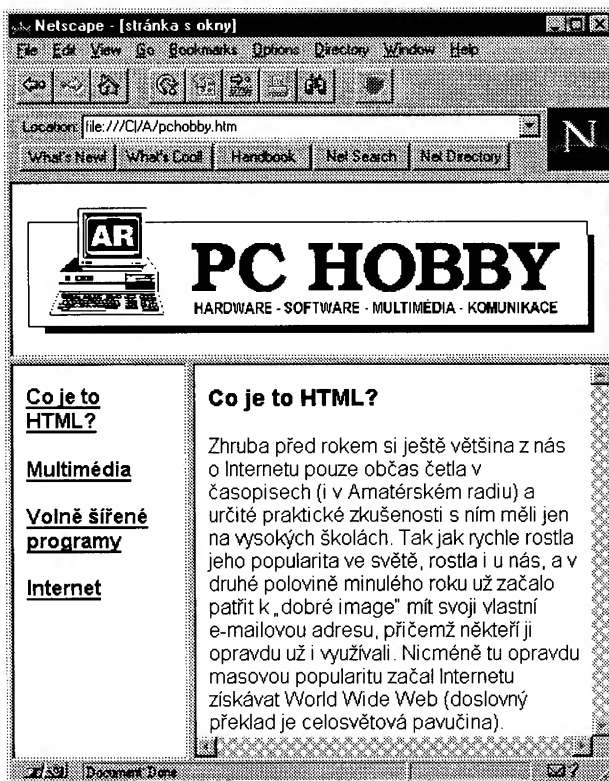 Netscape - [stránka s okny]
File Edit View Go Bookmarks Options Directory Window Help
Location: file:///C|/A/pchobby.htm
N
What's New! What's Cool! Handbook Net Search Net Directory
AR
PC HOBBY
HARDWARE - SOFTWARE - MULTIMÉDIA - KOMUNIKACE
Co je to
HTML?
Multimédia
Volně šířené
programy
Internet
Co je to HTML?
Zhruba před rokem si ještě většina z nás
o Internetu pouze občas četla v
časopisech (i v Amatérském radiu) a
určité praktické zkušenosti s ním měli jen
na vysokých školách. Tak jak rychle rostla
jeho popularita ve světě, rostla i u nás, a v
druhé polovině minulého roku už začalo
patřit k „dobré image" mít svoji vlastní
e-mailovou adresu, přičemž někteří ji
opravdu už i využívali. Nicméně tu opravdu
masovou popularitu začal Internetu
získávat World Wide Web (doslovný
překlad je celosvětová pavučina).
Document: Done